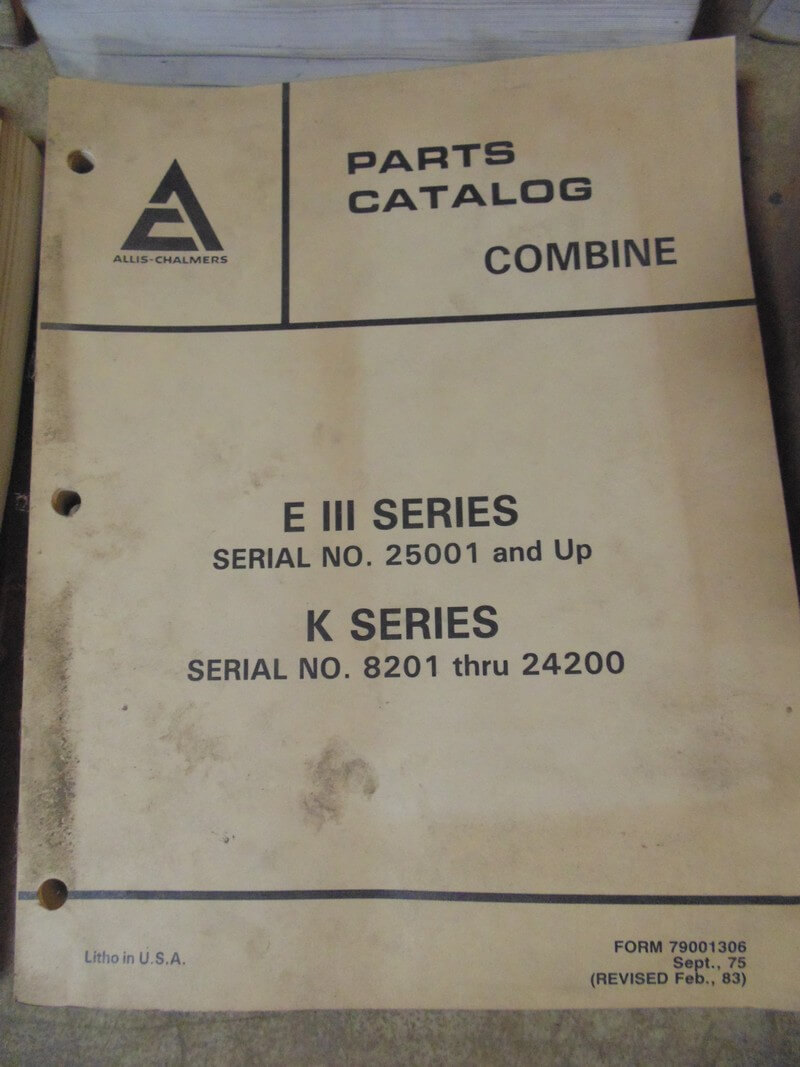 ALLIS-CHALMERS
PARTS
CATALOG
COMBINE
E III SERIES
SERIAL NO. 25001 and Up
K SERIES
SERIAL NO. 8201 thru 24200
Litho in U.S.A.
FORM 79001306
Sept., 75
(REVISED Feb., 83)